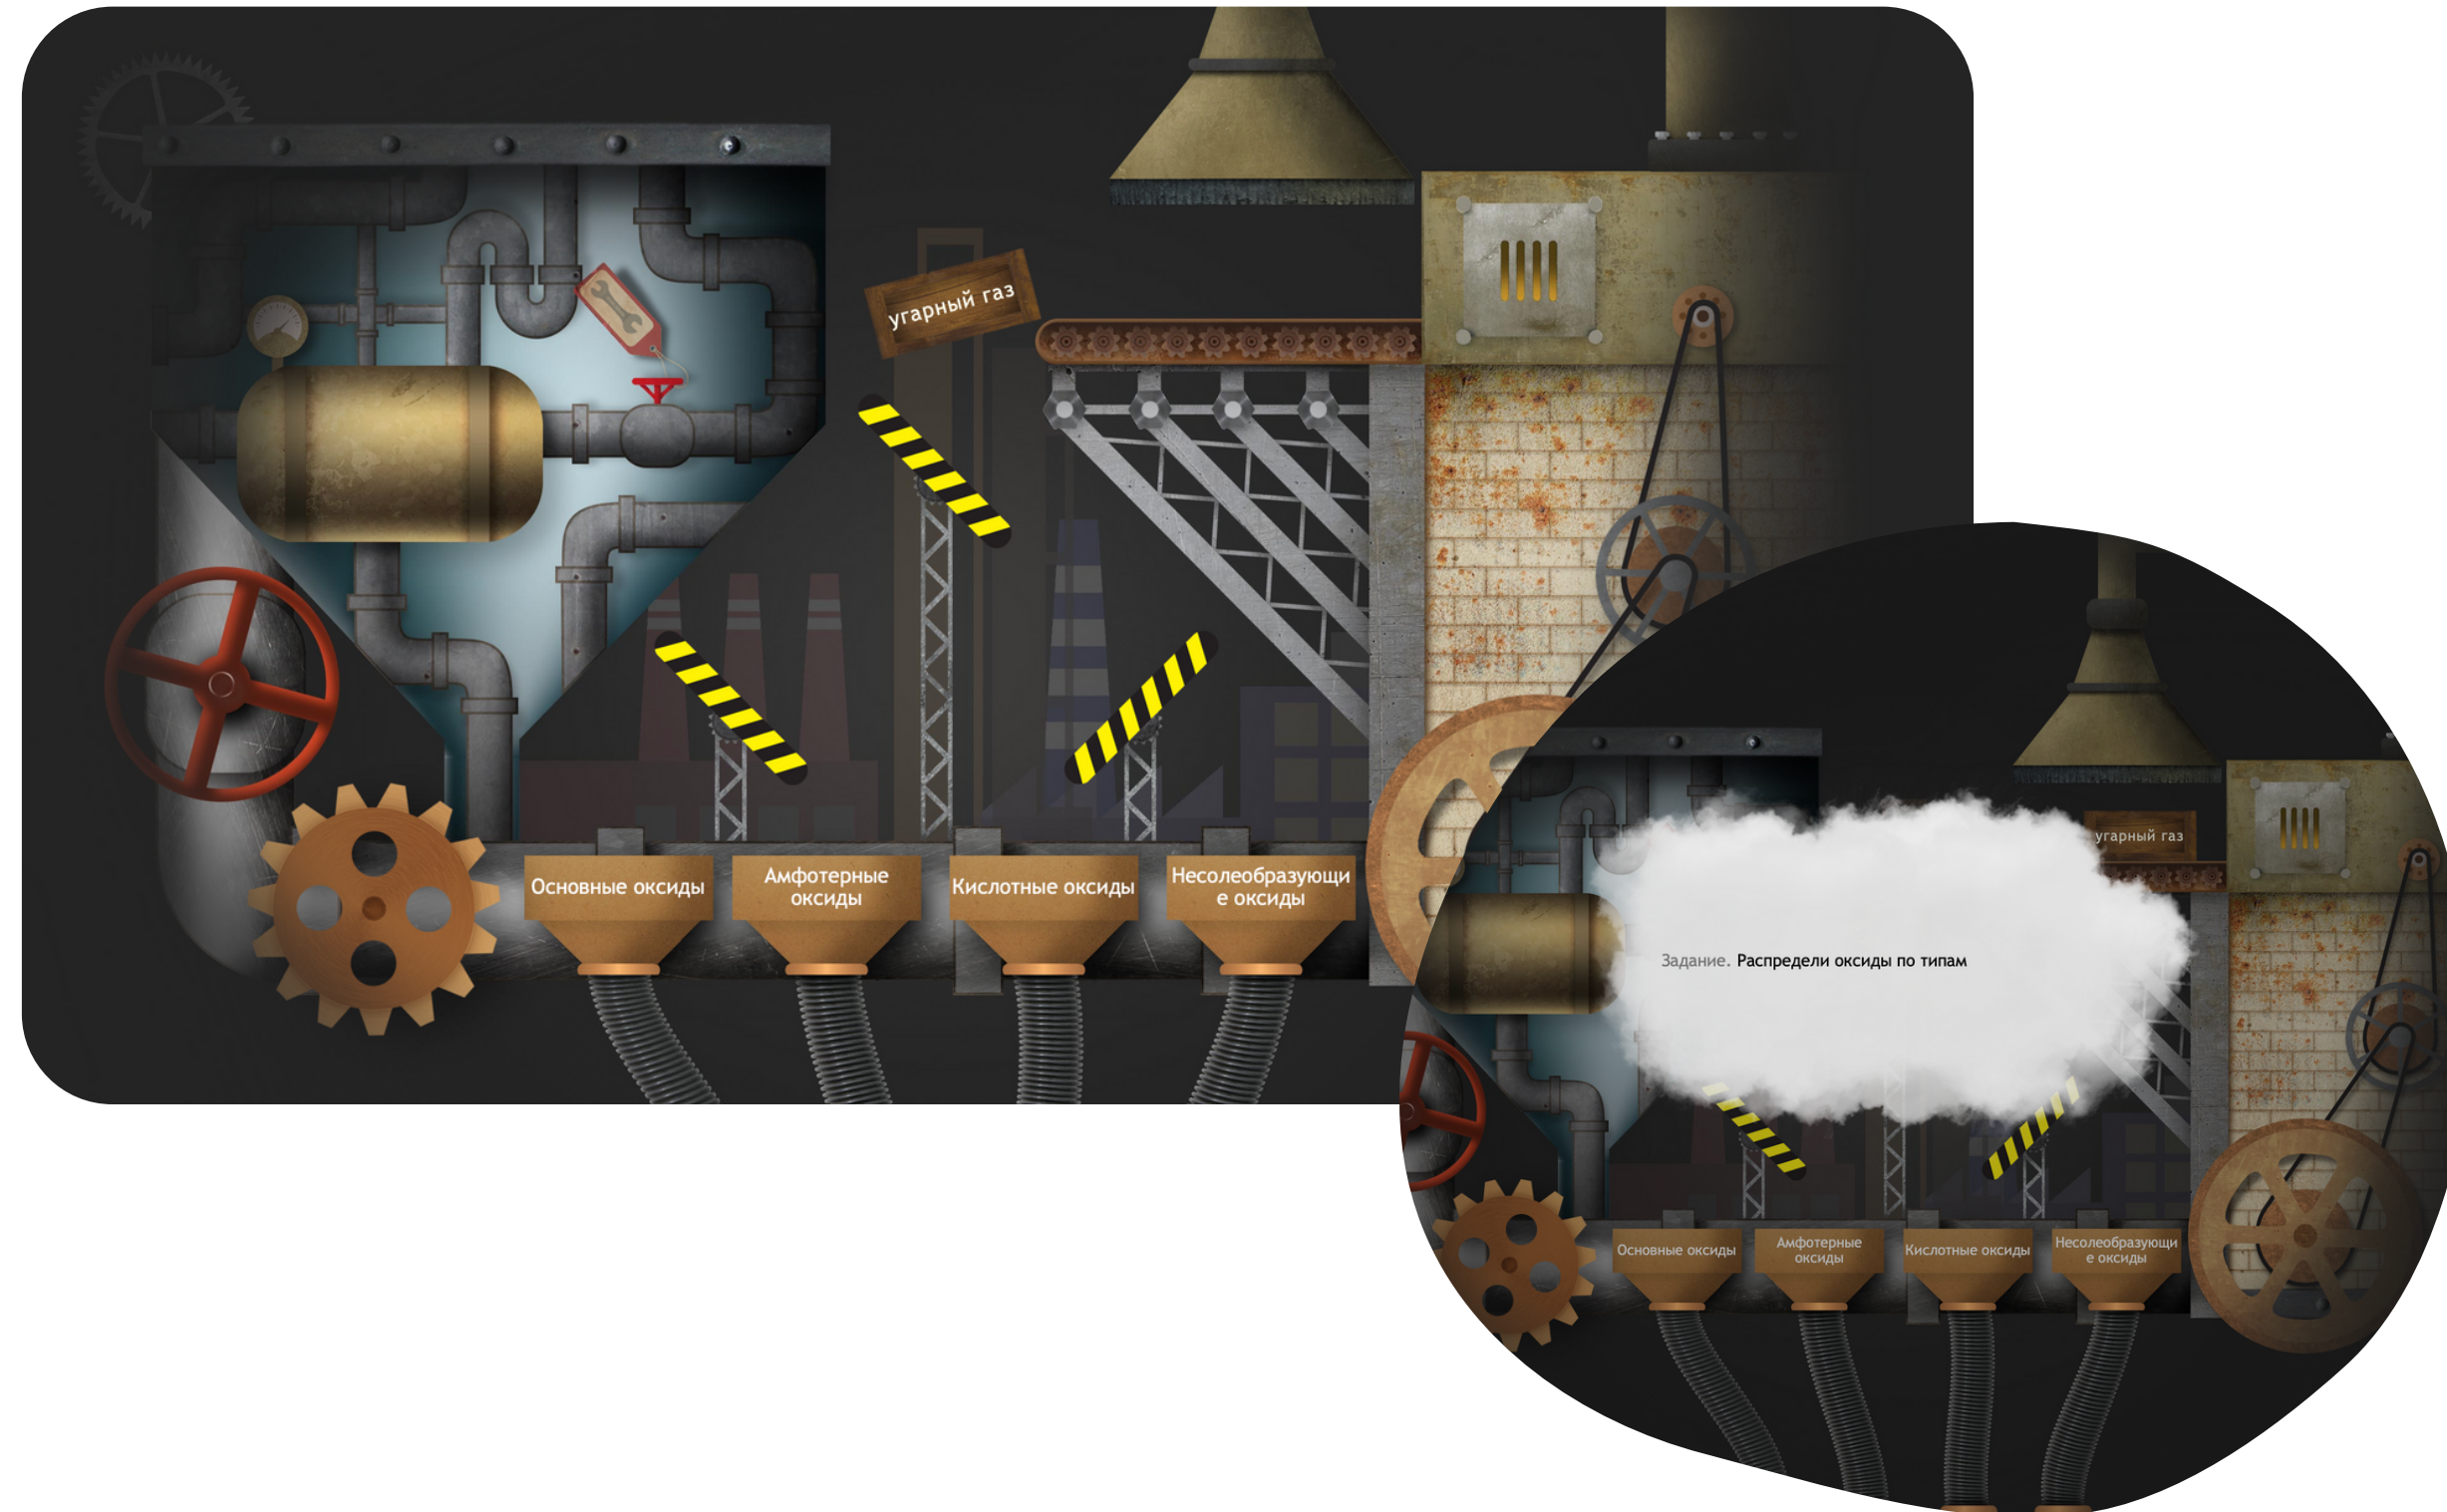 угарный газ
Основные оксиды
Амфотерные
оксиды
Кислотные оксиды
Несолеобразующи
е оксиды
угарный газ
Задание. Распредели оксиды по типам
Основные оксиды
Амфотерные
оксиды
Кислотные оксиды
Несолеобразующи
е оксиды